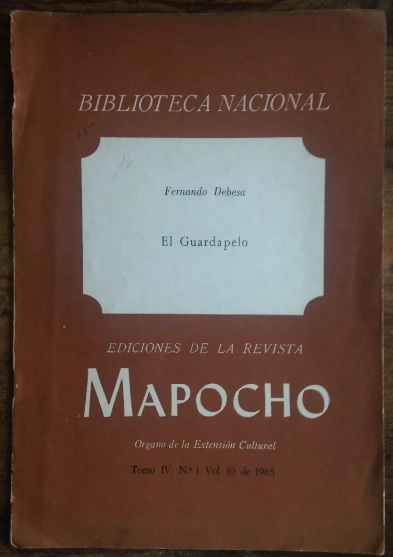 BIBLIOTECA NACIONAL
Fernando Debesa
El Guardapelo
EDICIONES DE LA REVISTA
MAPOCHO
Organo de la Extensión Cultural
Tomo IV. Nº 1 Vol. 10 de 1965